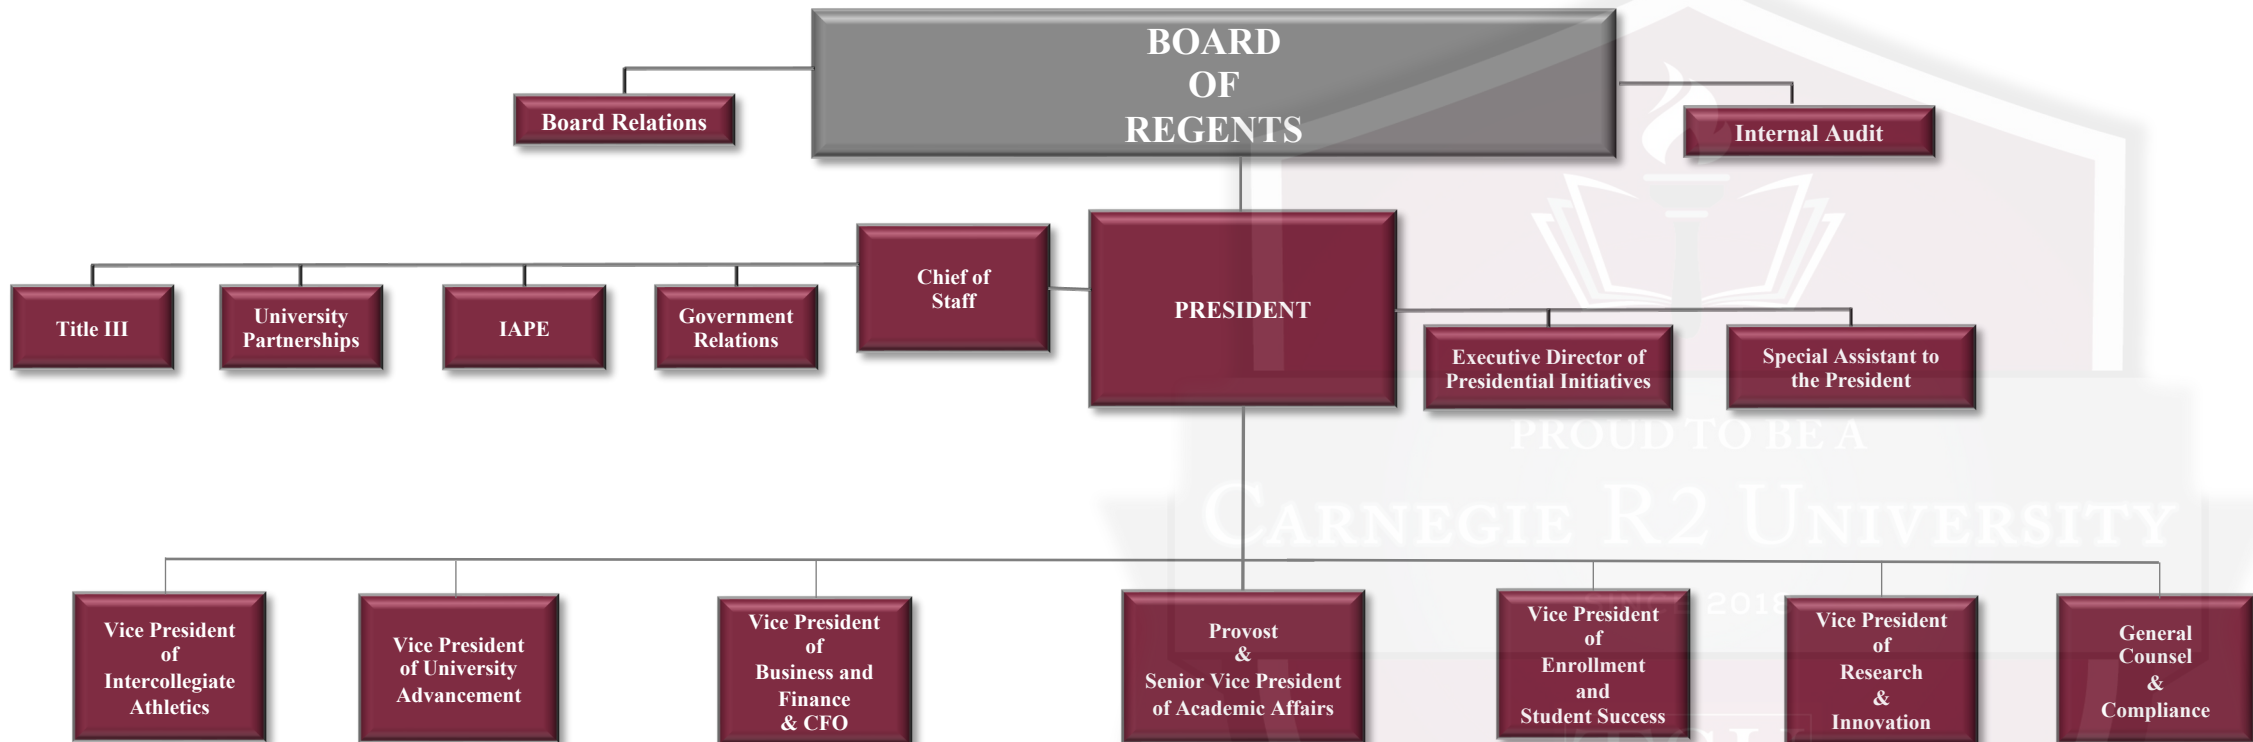 BOARD
OF
REGENTS
Board Relations
Internal Audit
Chief of
Staff
PRESIDENT
Title III
University
Partnerships
IAPE
Government
Relations
Executive Director of
Presidential Initiatives
Special Assistant to
the President
PROUD TO BE A
CARNEGIE R2 UNIVERSITY
SINCE 2018
Vice President
of
Intercollegiate
Athletics
Vice President
of University
Advancement
Vice President
of
Business and
Finance
& CFO
Provost
&
Senior Vice President
of Academic Affairs
Vice President
of
Enrollment
and
Student Success
Vice President
of
Research
&
Innovation
General
Counsel
&
Compliance